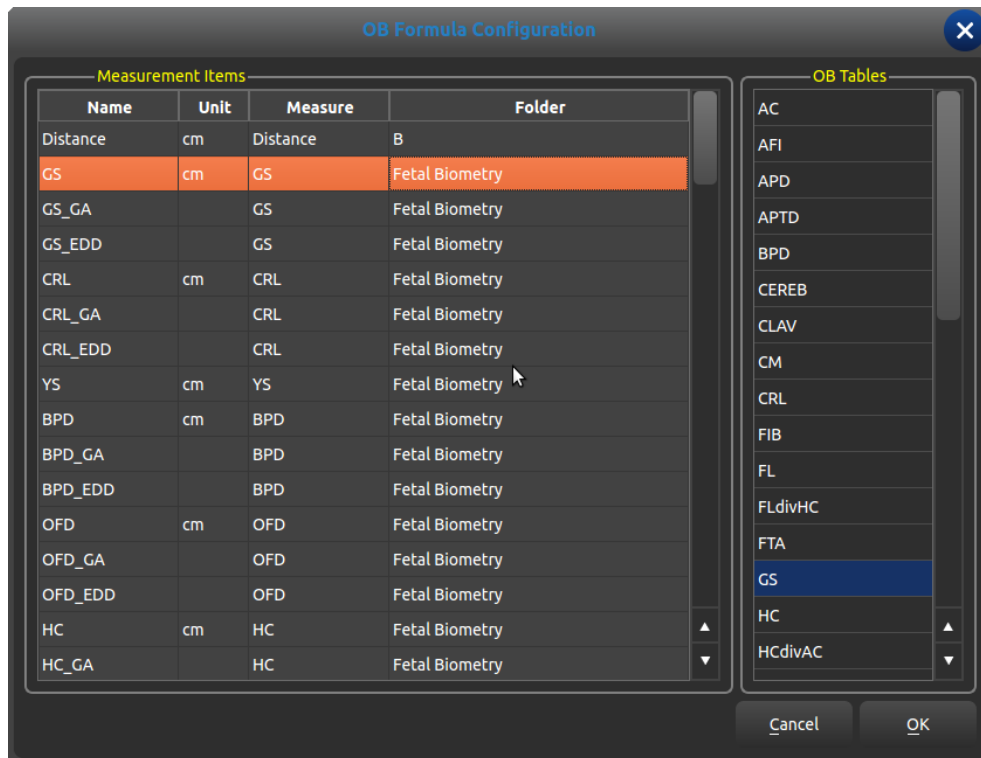 OB Formula Configuration
Measurement Items
Name Unit Measure Folder
Distance cm Distance B
GS cm GS Fetal Biometry
GS_GA GS Fetal Biometry
GS_EDD GS Fetal Biometry
CRL cm CRL Fetal Biometry
CRL_GA CRL Fetal Biometry
CRL_EDD CRL Fetal Biometry
YS cm YS Fetal Biometry
BPD cm BPD Fetal Biometry
BPD_GA BPD Fetal Biometry
BPD_EDD BPD Fetal Biometry
OFD cm OFD Fetal Biometry
OFD_GA OFD Fetal Biometry
OFD_EDD OFD Fetal Biometry
HC cm HC Fetal Biometry
HC_GA HC Fetal Biometry
OB Tables
AC
AFI
APD
APTD
BPD
CEREB
CLAV
CM
CRL
FIB
FL
FLdivHC
FTA
GS
HC
HCdivAC
Cancel OK